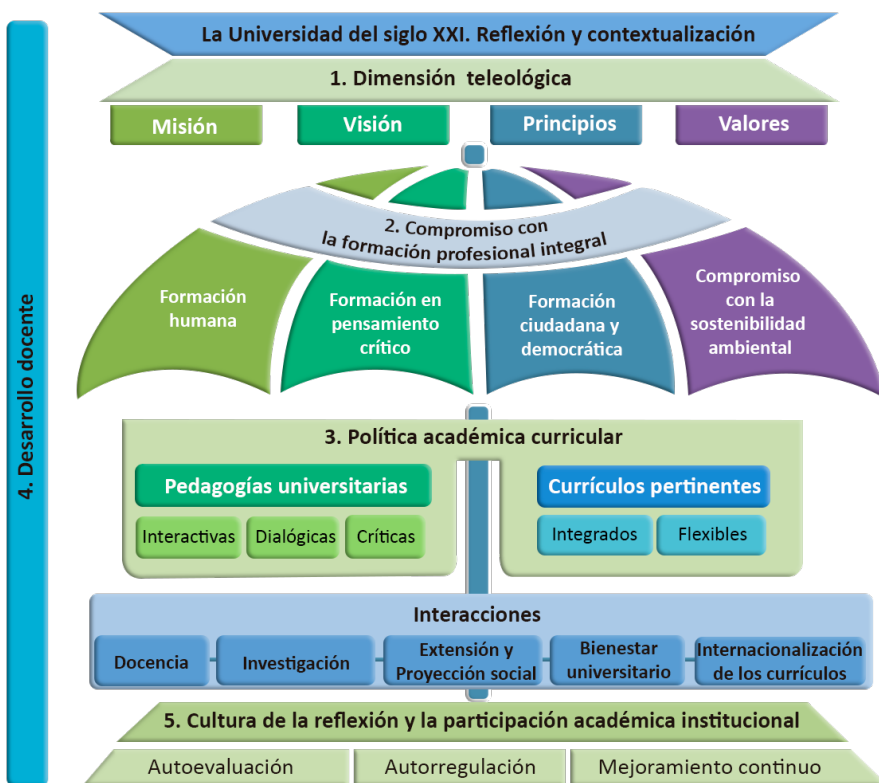 La Universidad del siglo XXI. Reflexión y contextualización
1. Dimensión teleológica
Misión
Visión
Principios
Valores
2. Compromiso con
la formación profesional integral
Formación
humana
Formación en
pensamiento
crítico
Formación
ciudadana y
democrática
Compromiso
con la
sostenibilidad
ambiental
4. Desarrollo docente
3. Política académica curricular
Pedagogías universitarias
Interactivas
Dialógicas
Críticas
Currículos pertinentes
Integrados
Flexibles
Interacciones
Docencia
Investigación
Extensión y
Proyección social
Bienestar
universitario
Internacionalización
de los currículos
5. Cultura de la reflexión y la participación académica institucional
Autoevaluación
Autorregulación
Mejoramiento continuo